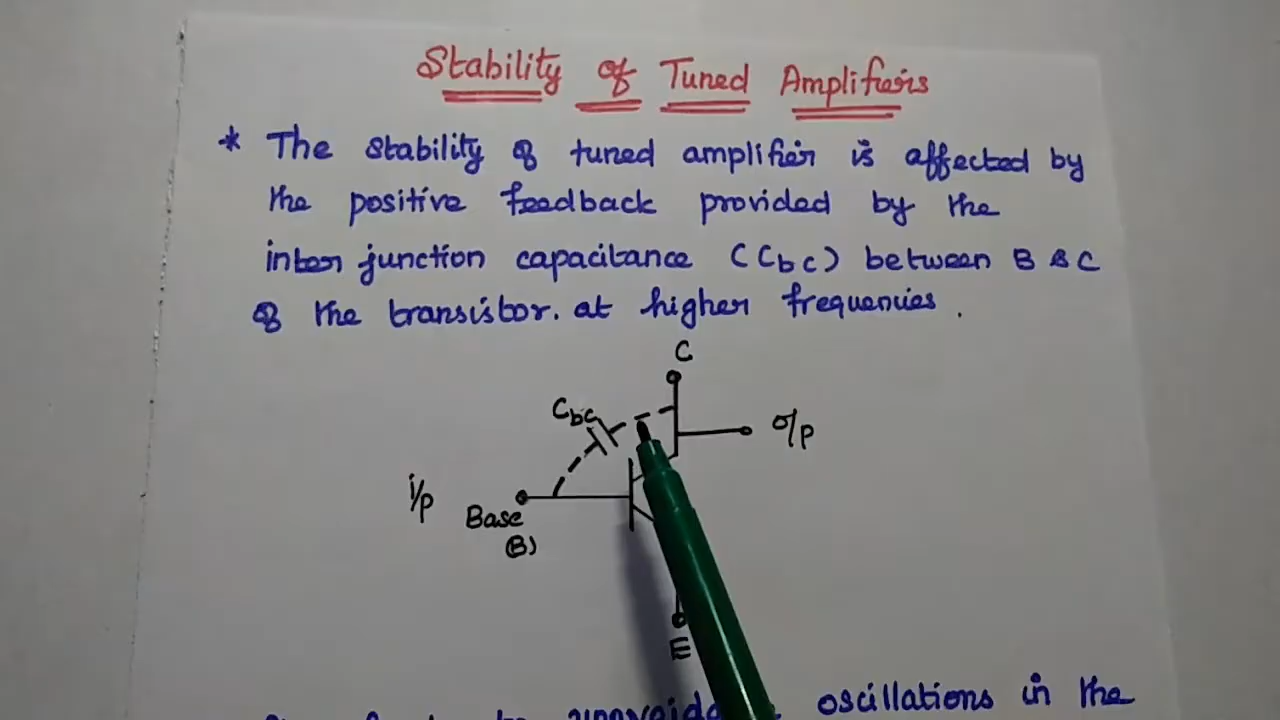 Stability of Tuned Amplifiers
* The stability of tuned amplifier is affected by
the positive feedback provided by the
inter junction capacitance (Cbc) between B & C
of the transistor. at higher frequencies.
C
Cbc
o/p
i/p
Base
(B)
E
oscillations in the